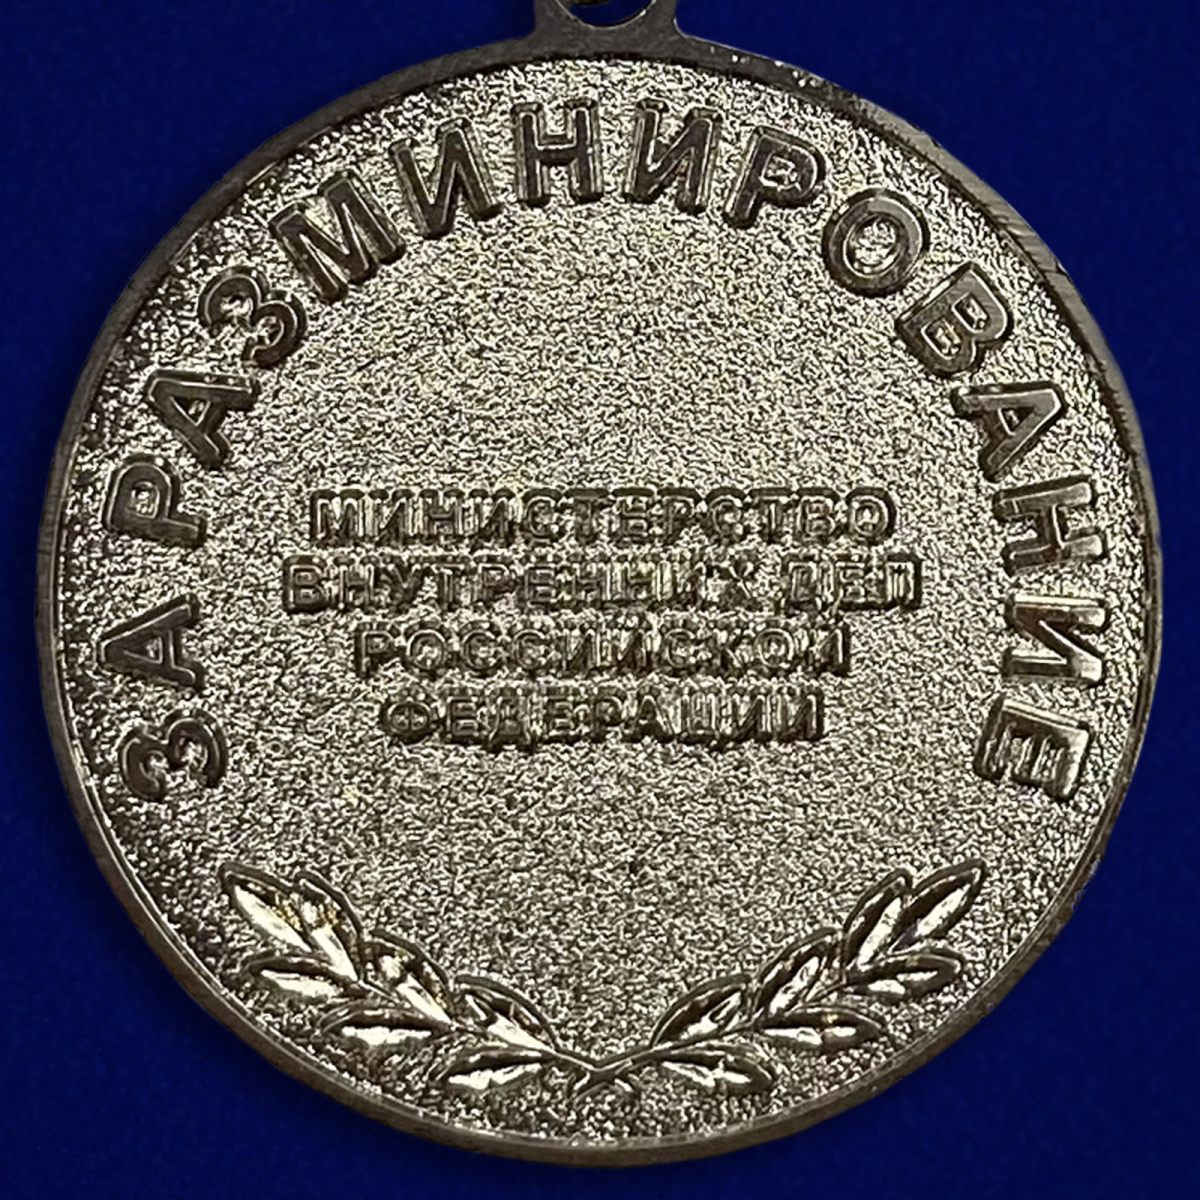 ЗА РАЗМИНИРОВАНИЕ
МИНИСТЕРСТВО
ВНУТРЕННИХ ДЕЛ
РОССИЙСКОЙ
ФЕДЕРАЦИИ